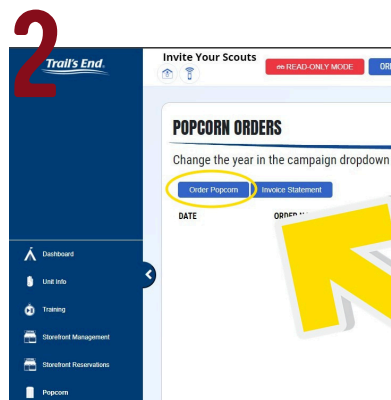 2
Trail's End.
Invite Your Scouts
READ-ONLY MODE
POPCORN ORDERS
Change the year in the campaign dropdown
Order Popcorn
Invoice Statement
DATE
Dashboard
Unit Info
Training
Storefront Management
Storefront Reservations
Popcorn